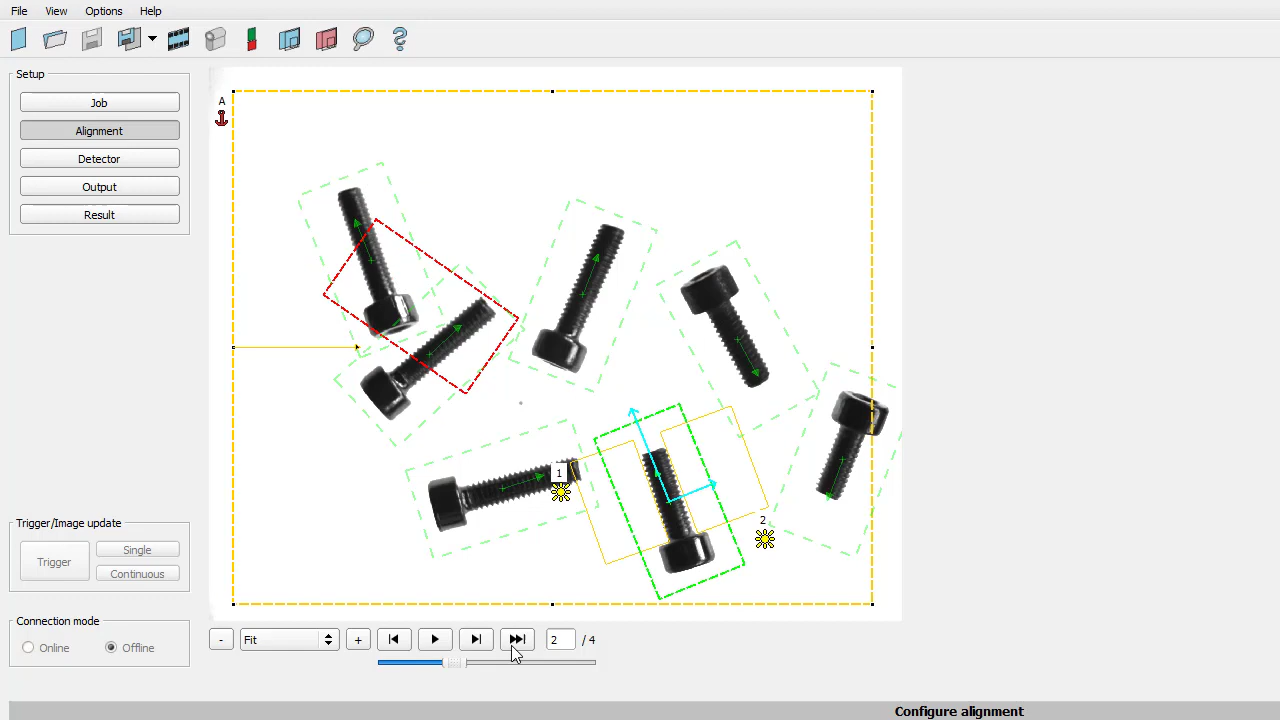 File View Options Help
Setup
Job
Alignment
Detector
Output
Result
A
1
2
Trigger/Image update
Trigger
Single
Continuous
Connection mode
Online Offline
- Fit + 2 / 4
Configure alignment